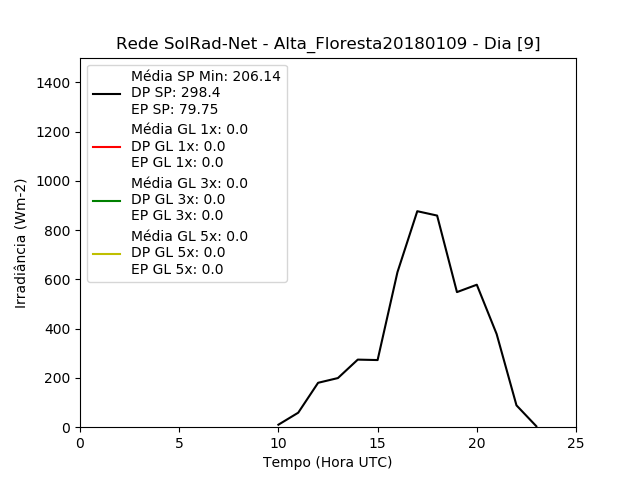 Rede SolRad-Net - Alta_Floresta20180109 - Dia [9]
Média SP Min: 206.14
DP SP: 298.4
EP SP: 79.75
Média GL 1x: 0.0
DP GL 1x: 0.0
EP GL 1x: 0.0
Média GL 3x: 0.0
DP GL 3x: 0.0
EP GL 3x: 0.0
Média GL 5x: 0.0
DP GL 5x: 0.0
EP GL 5x: 0.0
Irradiância (Wm-2)
1400
1200
1000
800
600
400
200
0
0 5 10 15 20 25
Tempo (Hora UTC)